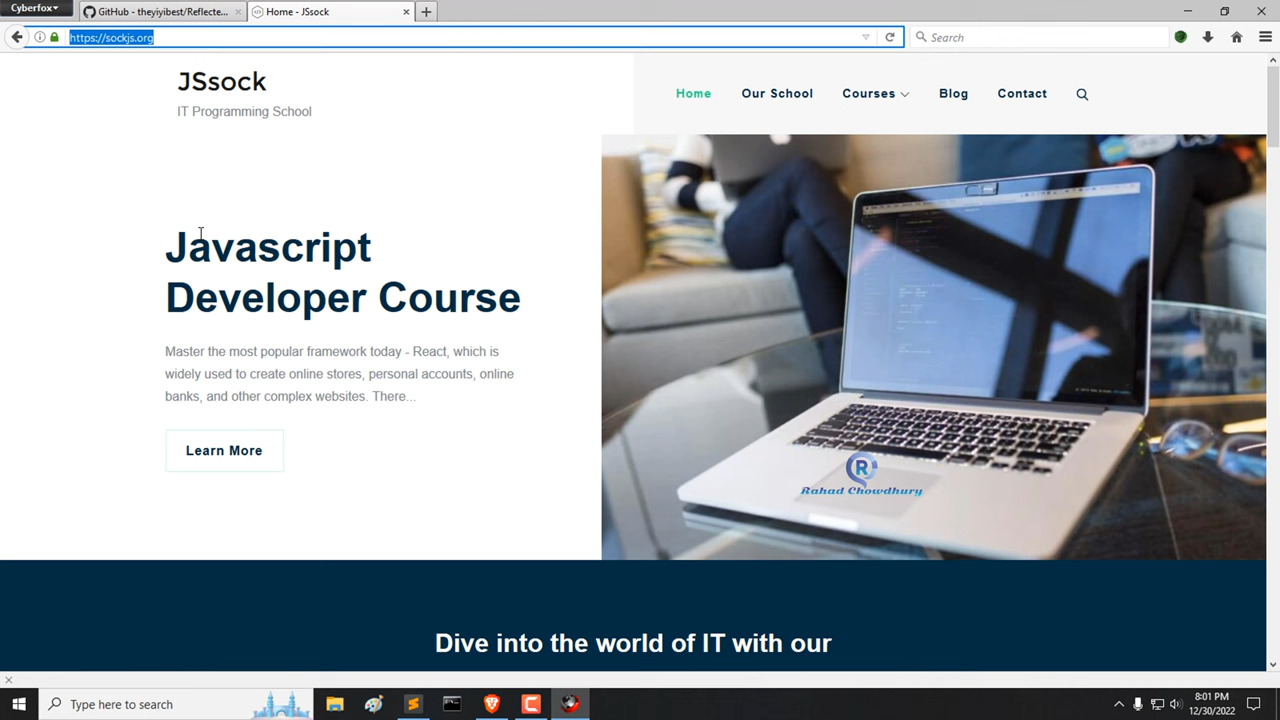 Cyberfox
GitHub - theyiyibest/Reflecte...
Home - JSsock
https://sockjs.org
Search
JSsock
IT Programming School
Home
Our School
Courses
Blog
Contact
Javascript
Developer Course
Master the most popular framework today - React, which is
widely used to create online stores, personal accounts, online
banks, and other complex websites. There...
Learn More
R
Rahad Chowdhury
Dive into the world of IT with our
Type here to search
8:01 PM
12/30/2022